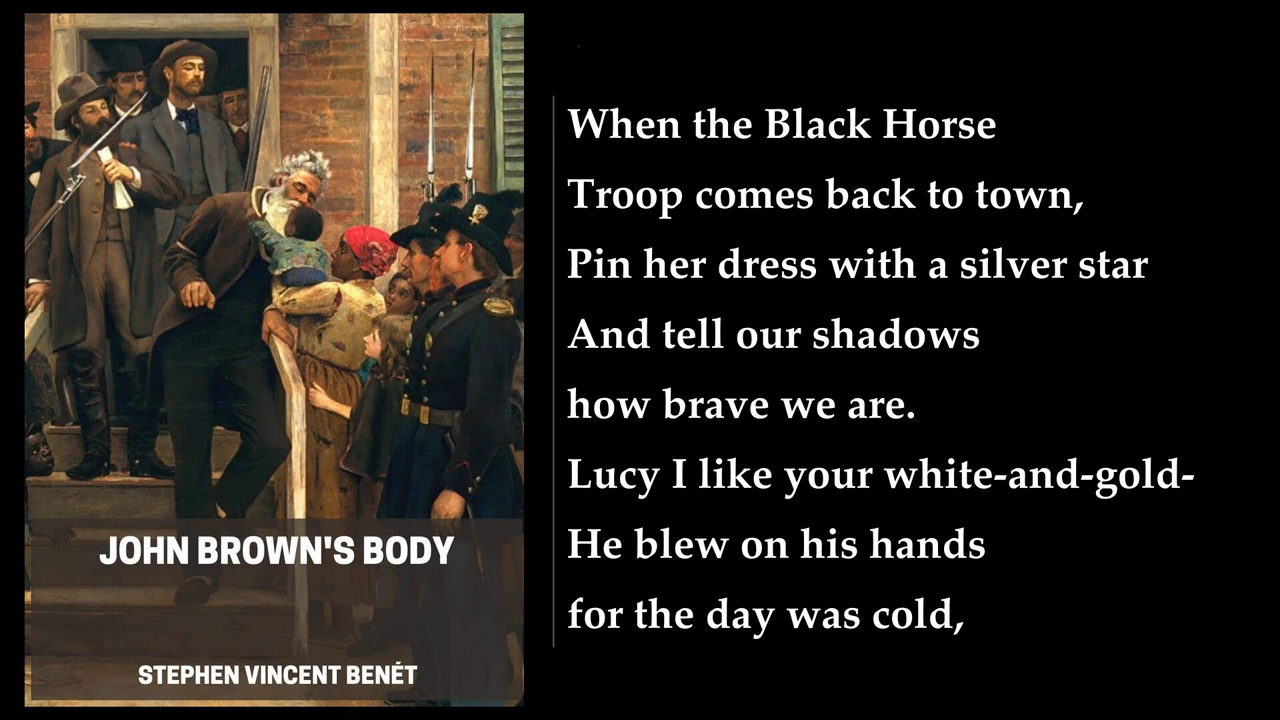 JOHN BROWN'S BODY
STEPHEN VINCENT BENÉT
When the Black Horse
Troop comes back to town,
Pin her dress with a silver star
And tell our shadows
how brave we are.
Lucy I like your white-and-gold-
He blew on his hands
for the day was cold,